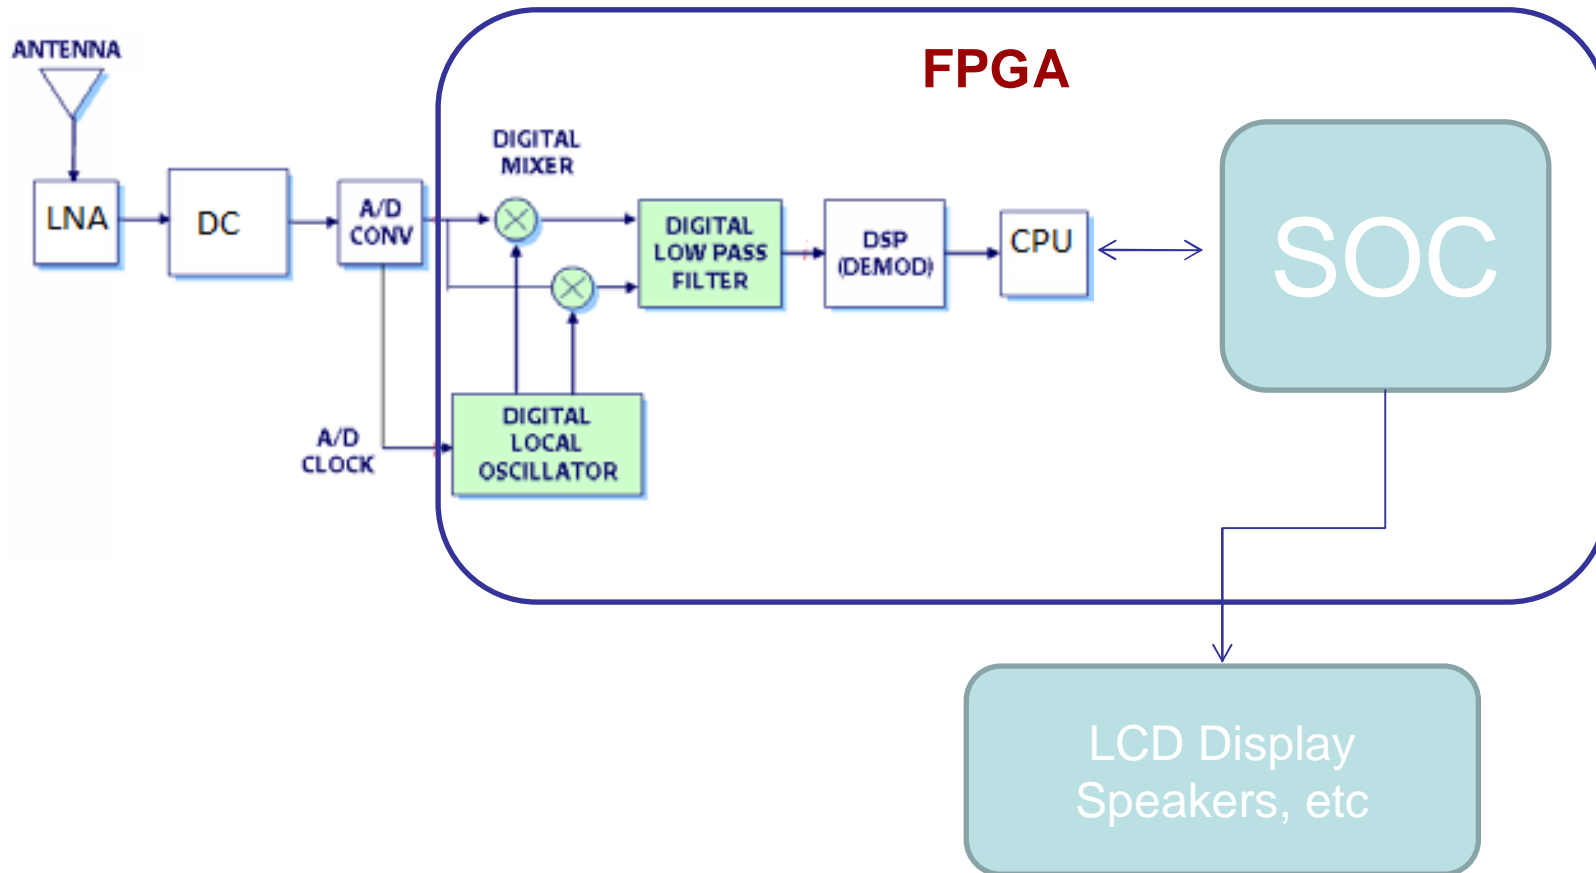 FPGA
ANTENNA
DIGITAL
MIXER
LNA
DC
A/D
CONV
DIGITAL
LOW PASS
FILTER
DSP
(DEMOD)
CPU
SOC
A/D
CLOCK
DIGITAL
LOCAL
OSCILLATOR
LCD Display
Speakers, etc